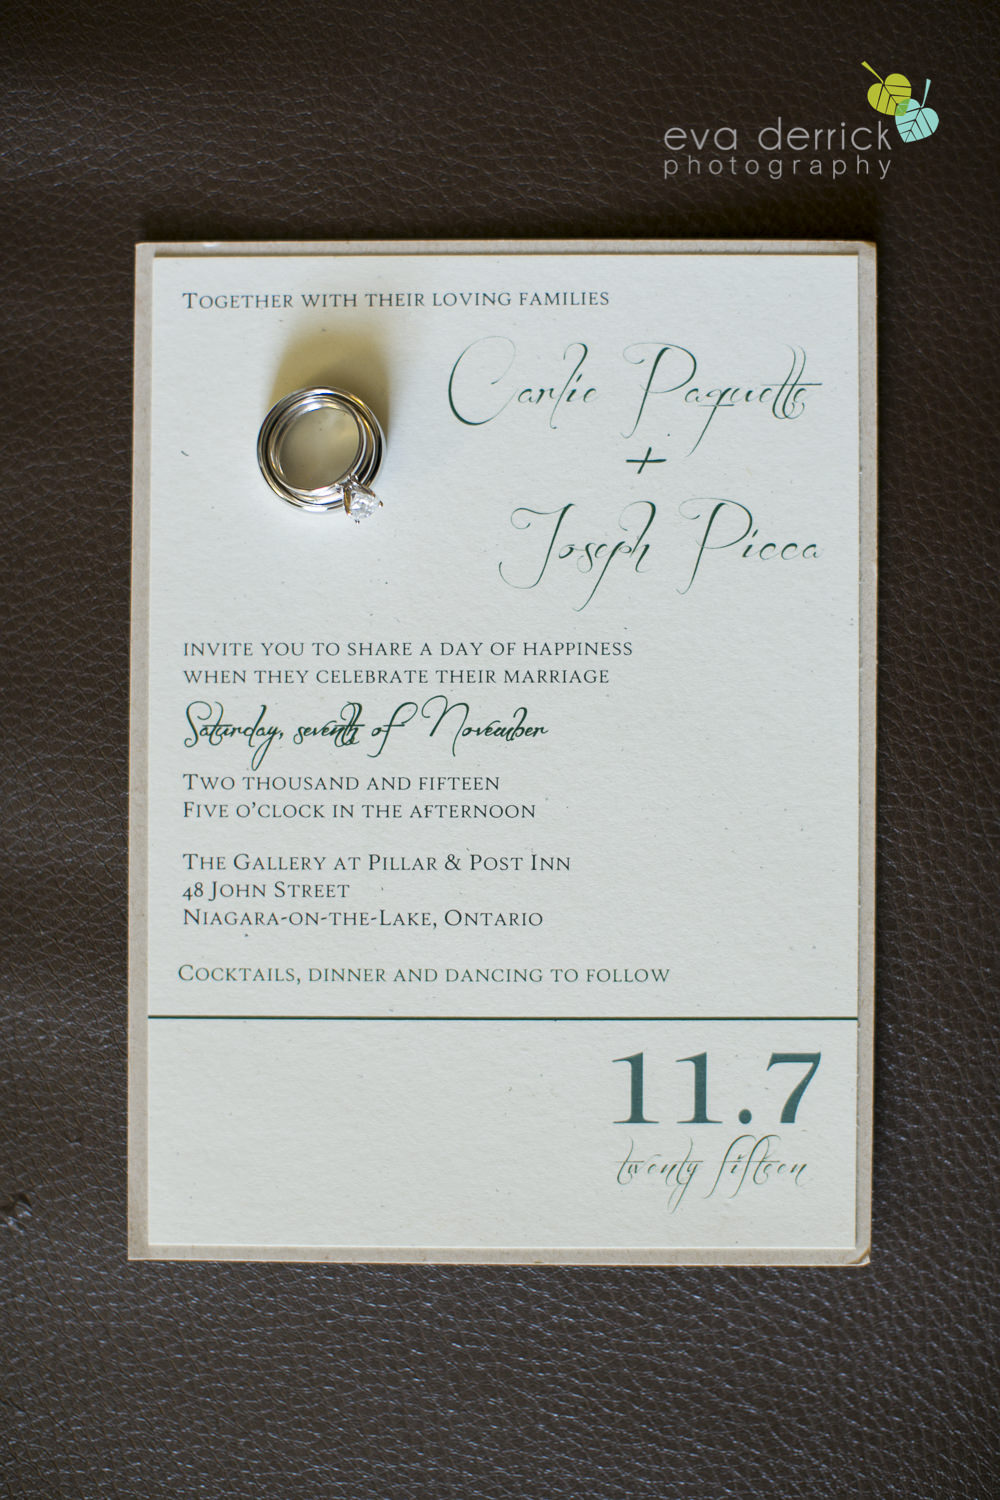 eva derrick
photography
Together with their loving families
Carlie Paquette
+
Joseph Picca
invite you to share a day of happiness
when they celebrate their marriage
Saturday, seventh of November
Two thousand and fifteen
Five o'clock in the afternoon
The Gallery at Pillar & Post Inn
48 John Street
Niagara-on-the-Lake, Ontario
Cocktails, dinner and dancing to follow
11.7
twenty fifteen